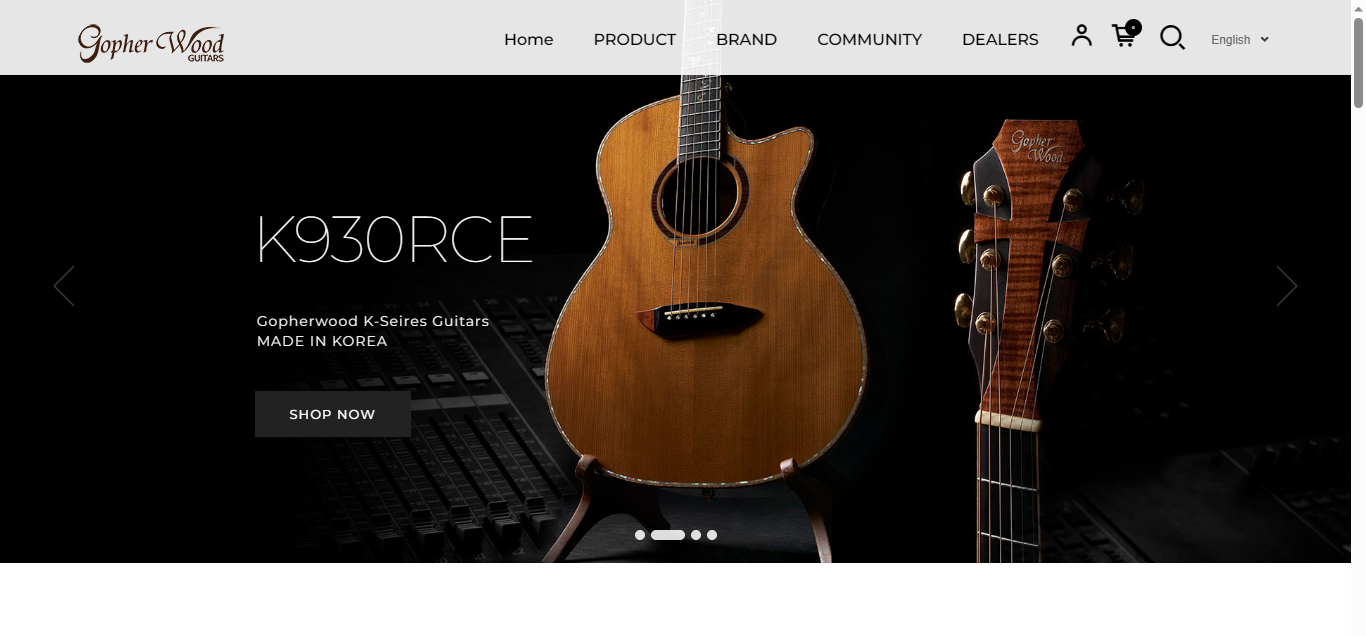 Gopher Wood
GUITARS
Home
PRODUCT
BRAND
COMMUNITY
DEALERS
English
Gopher
Wood
K930RCE
Gopherwood K-Seires Guitars
MADE IN KOREA
SHOP NOW